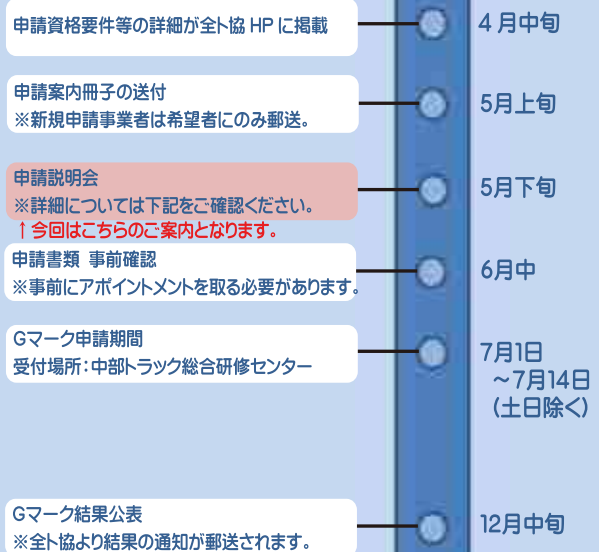 申請資格要件等の詳細が全ト協 HP に掲載
4月中旬
申請案内冊子の送付
※新規申請事業者は希望者にのみ郵送。
5月上旬
申請説明会
※詳細については下記をご確認ください。
5月下旬
↑今回はこちらのご案内となります。
申請書類 事前確認
※事前にアポイントメントを取る必要があります。
6月中
Gマーク申請期間
受付場所：中部トラック総合研修センター
7月1日
～7月14日
(土日除く)
Gマーク結果公表
※全ト協より結果の通知が郵送されます。
12月中旬